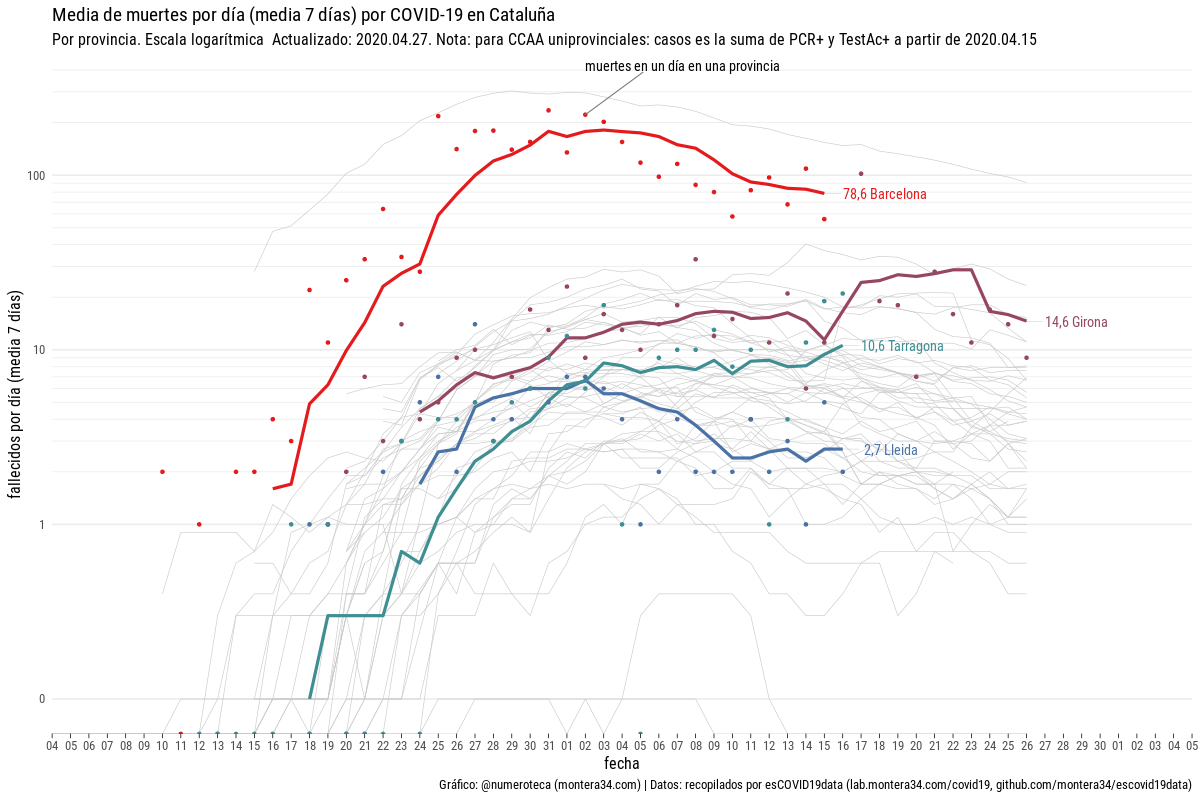 Media de muertes por día (media 7 días) por COVID-19 en Cataluña
Por provincia. Escala logarítmica  Actualizado: 2020.04.27. Nota: para CCAA uniprovinciales: casos es la suma de PCR+ y TestAc+ a partir de 2020.04.15
muertes en un día en una provincia
fallecidos por día (media  7 días)
100
10
1
0
78,6 Barcelona
14,6 Girona
10,6 Tarragona
2,7 Lleida
04 05 06 07 08 09 10 11 12 13 14 15 16 17 18 19 20 21 22 23 24 25 26 27 28 29 30 31 01 02 03 04 05 06 07 08 09 10 11 12 13 14 15 16 17 18 19 20 21 22 23 24 25 26 27 28 29 30 01 02 03 04 05
fecha
Gráfico: @numeroteca (montera34.com) | Datos: recopilados por esCOVID19data (lab.montera34.com/covid19, github.com/montera34/escovid19data)